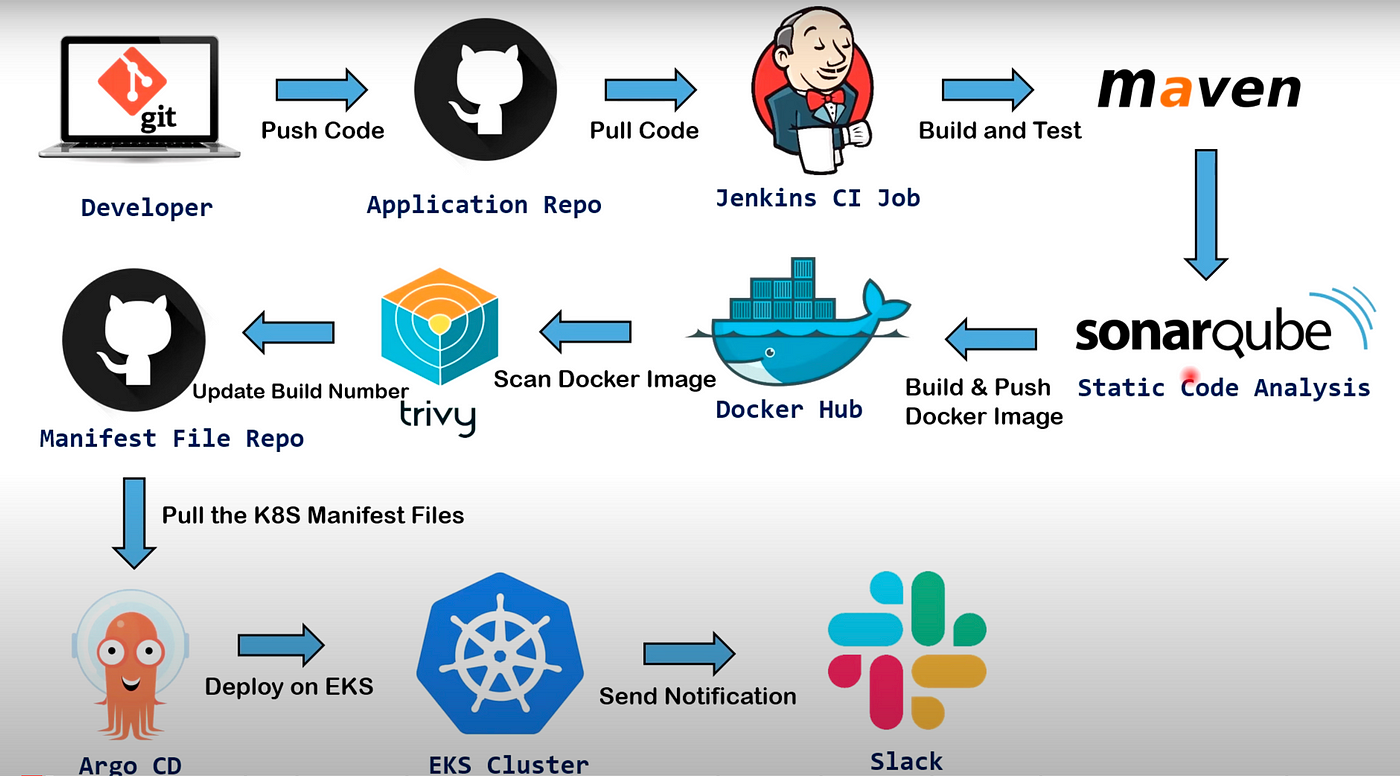 git
Push Code
Pull Code
Build and Test
maven
Developer
Application Repo
Jenkins CI Job
sonarqube
Static Code Analysis
Build & Push
Docker Image
Docker Hub
Scan Docker Image
trivy
Update Build Number
Manifest File Repo
Pull the K8S Manifest Files
Deploy on EKS
Send Notification
Argo CD
EKS Cluster
Slack